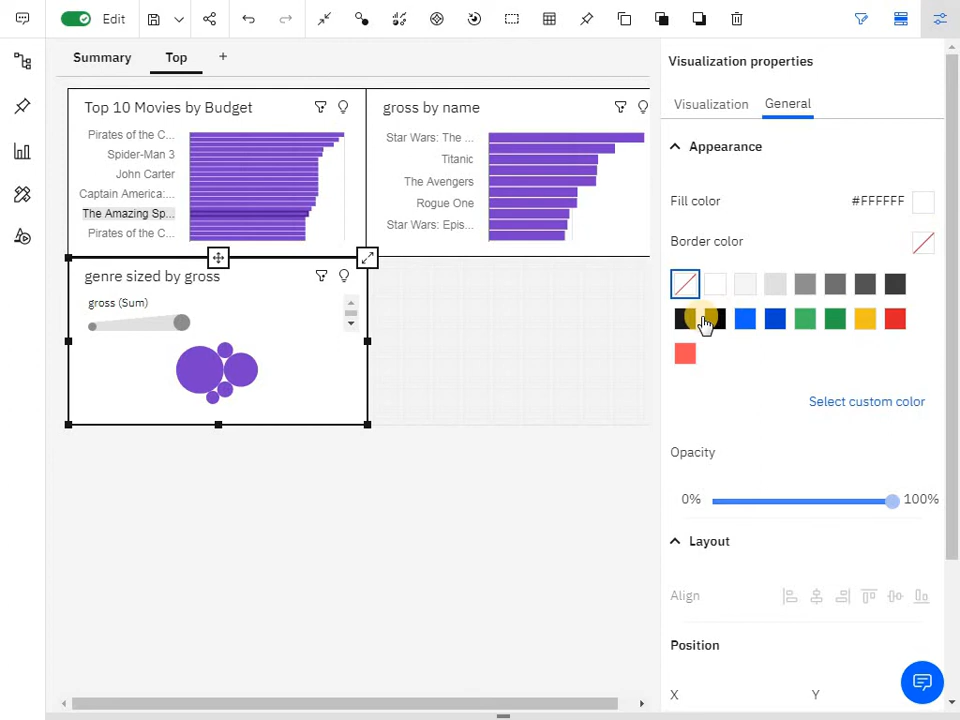 Edit
Summary
Top
+
Top 10 Movies by Budget
Pirates of the C...
Spider-Man 3
John Carter
Captain America:...
The Amazing Sp...
Pirates of the C...
gross by name
Star Wars: The ...
Titanic
The Avengers
Rogue One
Star Wars: Epis...
genre sized by gross
gross (Sum)
Visualization properties
Visualization
General
Appearance
Fill color
#FFFFFF
Border color
Select custom color
Opacity
0%
100%
Layout
Align
Position
X
Y